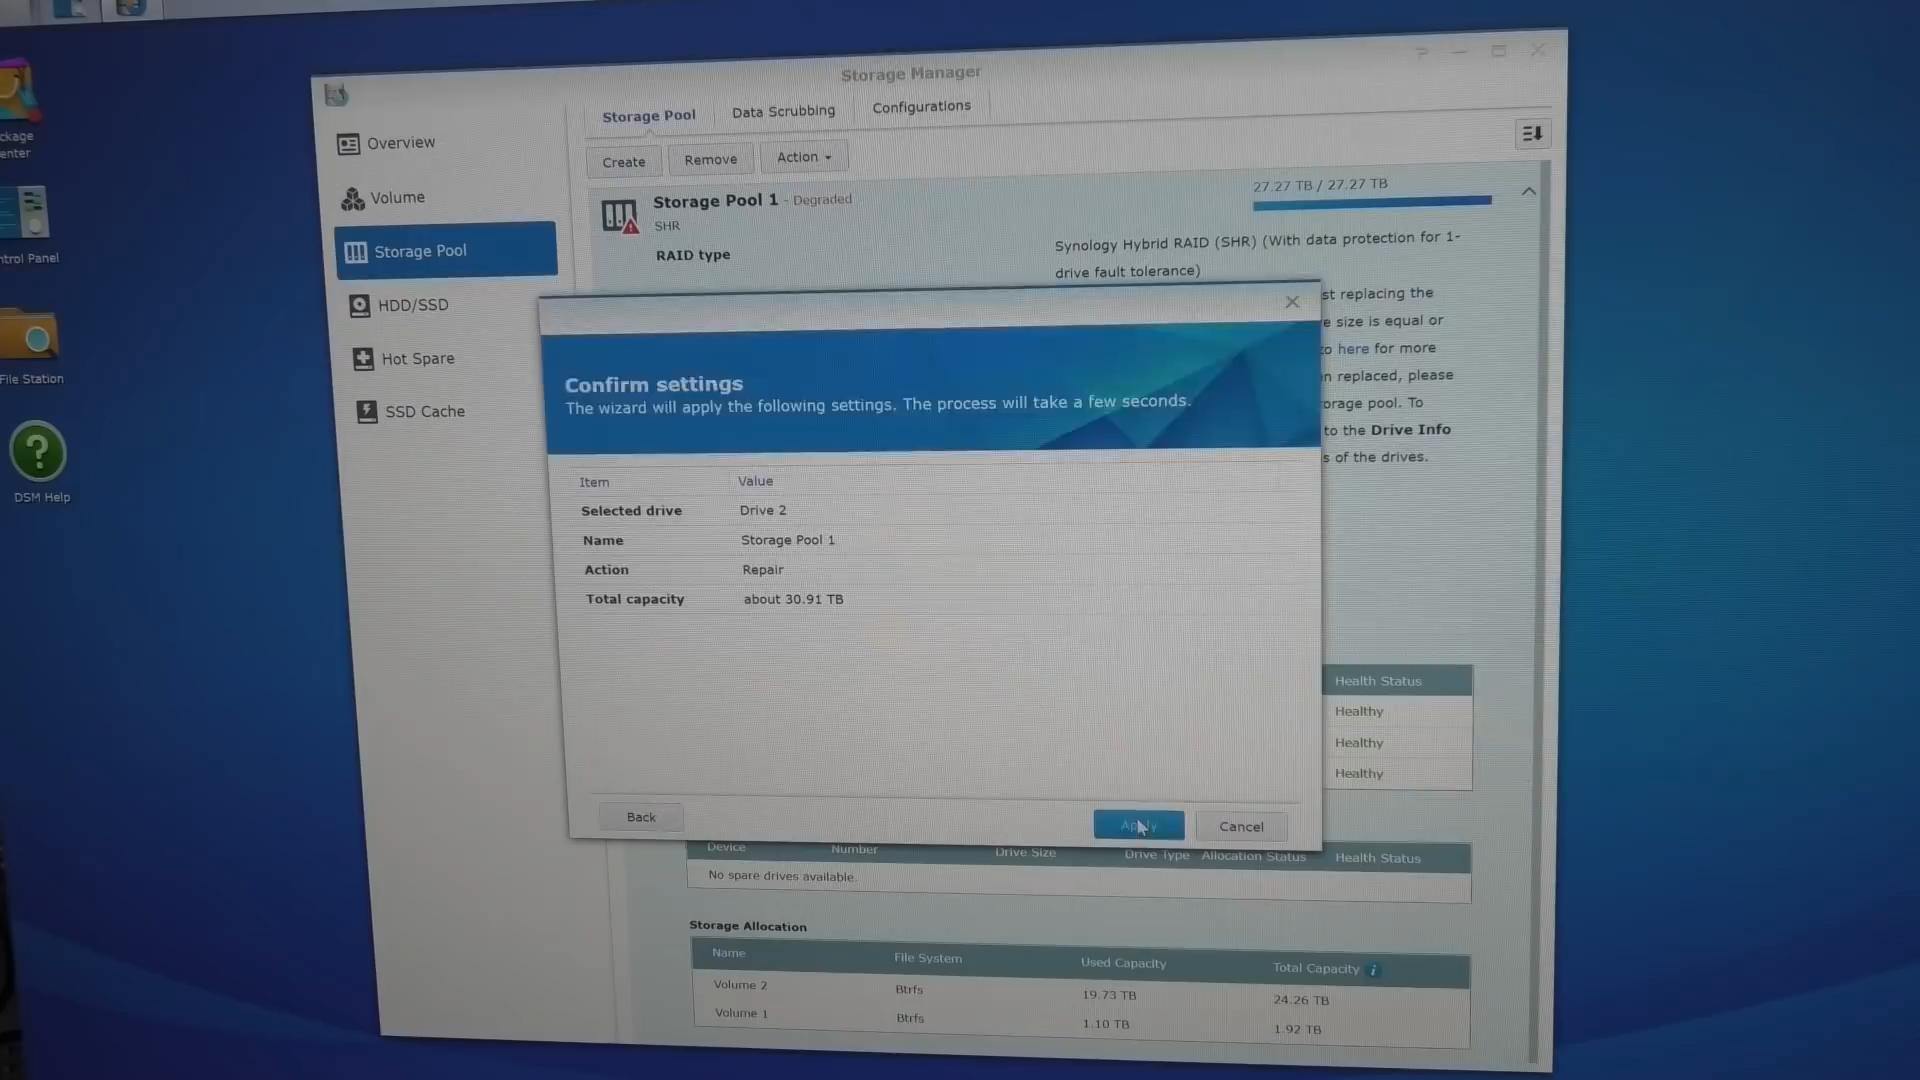 Storage Manager
Overview
Volume
Storage Pool
HDD/SSD
Hot Spare
SSD Cache
Storage Pool
Data Scrubbing
Configurations
Create
Remove
Action
Storage Pool 1 - Degraded
SHR
27.27 TB / 27.27 TB
RAID type
Synology Hybrid RAID (SHR) (With data protection for 1-
drive fault tolerance)
st replacing the
e size is equal or
to here for more
n replaced, please
orage pool. To
to the Drive Info
s of the drives.
Confirm settings
The wizard will apply the following settings. The process will take a few seconds.
Item Value
Selected drive Drive 2
Name Storage Pool 1
Action Repair
Total capacity about 30.91 TB
Back
Apply
Cancel
Health Status
Healthy
Healthy
Healthy
Device Number Drive Size Drive Type Allocation Status Health Status
No spare drives available.
Storage Allocation
Name File System Used Capacity Total Capacity
Volume 2 Btrfs 19.73 TB 24.26 TB
Volume 1 Btrfs 1.10 TB 1.92 TB
ckage
enter
ntrol Panel
File Station
DSM Help